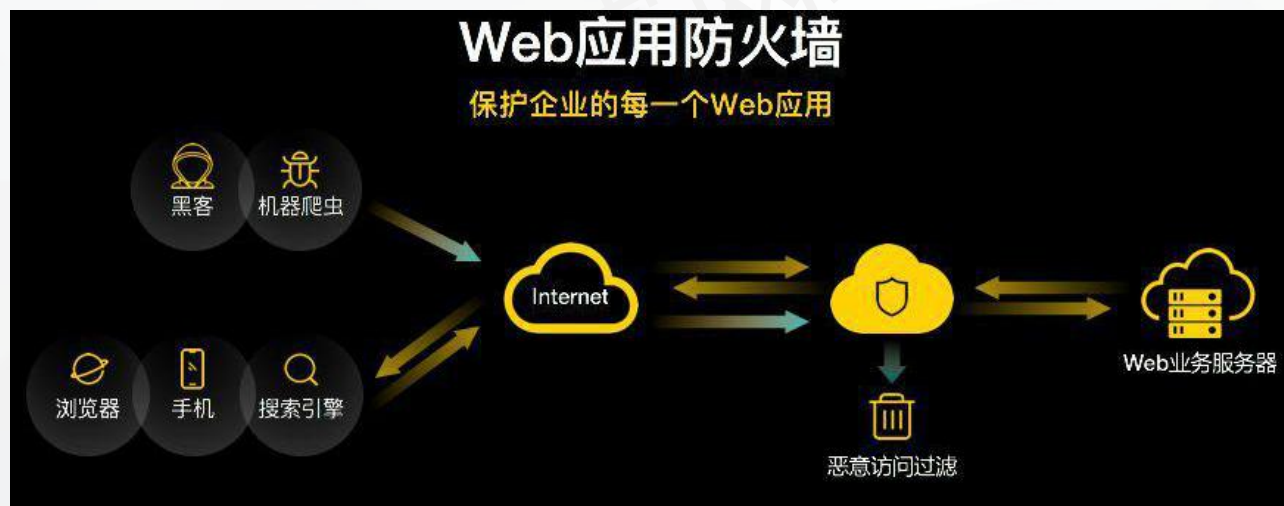 Web应用防火墙
保护企业的每一个Web应用
黑客
机器爬虫
Internet
浏览器
手机
搜索引擎
Web业务服务器
恶意访问过滤